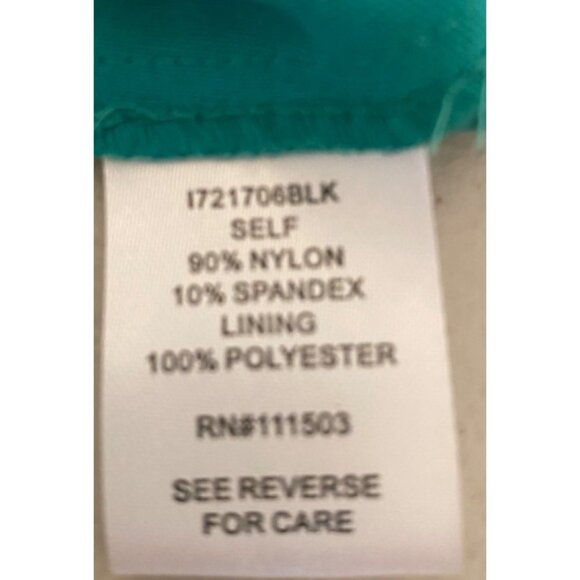 I721706BLK
SELF
90% NYLON
10% SPANDEX
LINING
100% POLYESTER
RN#111503
SEE REVERSE
FOR CARE